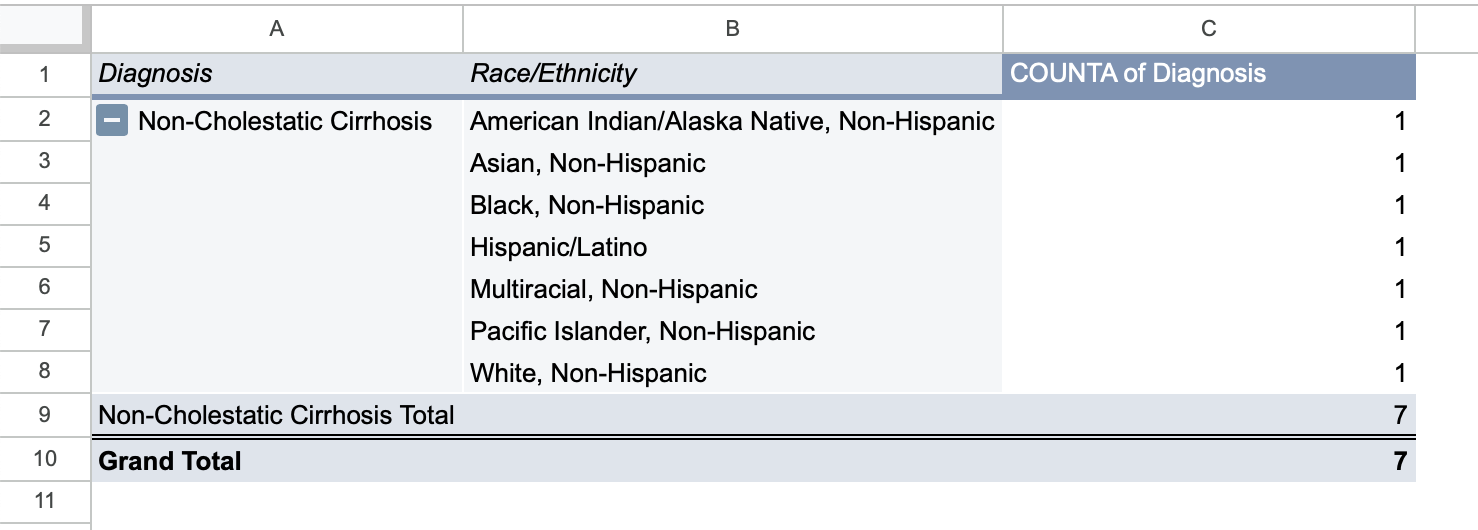 A B C
1 Diagnosis Race/Ethnicity COUNTA of Diagnosis
2 Non-Cholestatic Cirrhosis American Indian/Alaska Native, Non-Hispanic 1
3 Asian, Non-Hispanic 1
4 Black, Non-Hispanic 1
5 Hispanic/Latino 1
6 Multiracial, Non-Hispanic 1
7 Pacific Islander, Non-Hispanic 1
8 White, Non-Hispanic 1
9 Non-Cholestatic Cirrhosis Total 7
10 Grand Total 7
11